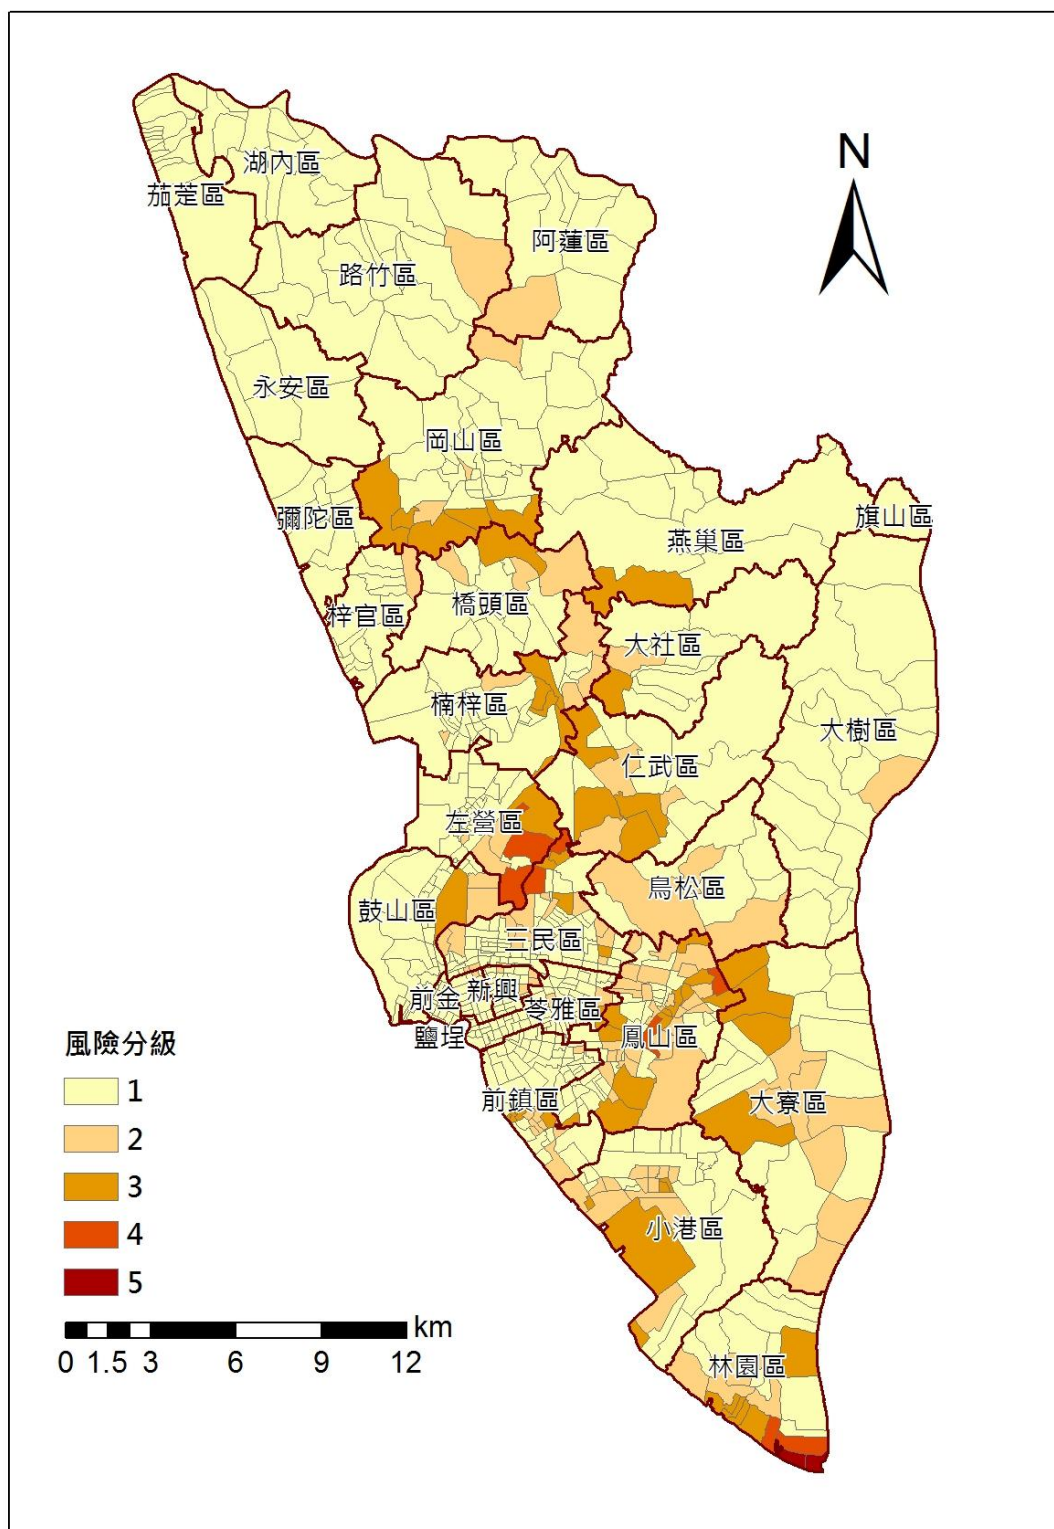 N
湖內區
茄萣區
阿蓮區
路竹區
永安區
岡山區
彌陀區
旗山區
燕巢區
橋頭區
梓官區
大社區
楠梓區
大樹區
仁武區
左營區
鳥松區
鼓山區
三民區
前金
新興
苓雅區
鹽埕
鳳山區
前鎮區
大寮區
小港區
林園區
風險分級
1
2
3
4
5
km
0 1.5 3 6 9 12